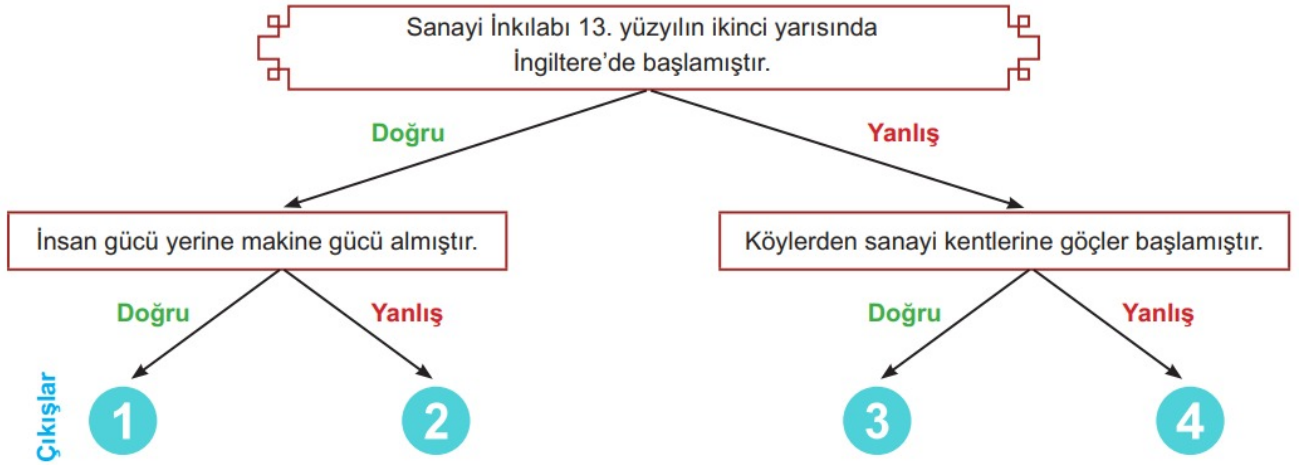 Sanayi İnkılabı 13. yüzyılın ikinci yarısında
İngiltere’de başlamıştır.
Doğru
Yanlış
İnsan gücü yerine makine gücü almıştır.
Köylerden sanayi kentlerine göçler başlamıştır.
Doğru
Yanlış
Doğru
Yanlış
Çıkışlar
1
2
3
4